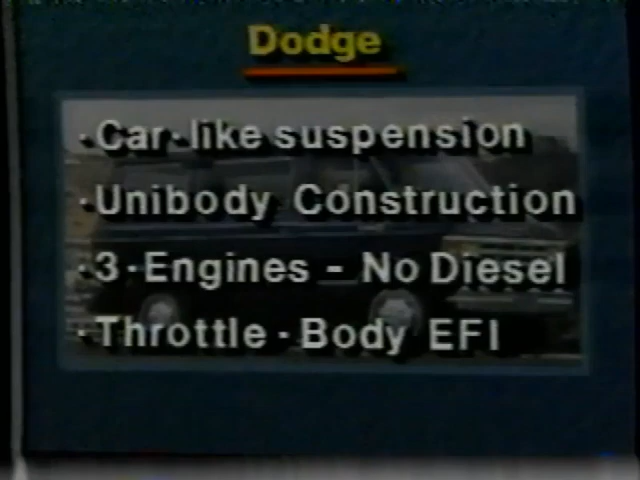 Dodge
·Car-like suspension
·Unibody Construction
·3-Engines - No Diesel
·Throttle-Body EFI